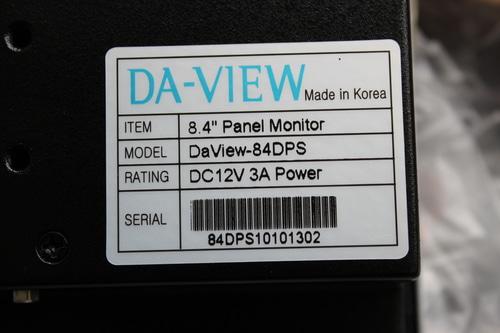 DA-VIEW Made in Korea
ITEM 8.4" Panel Monitor
MODEL DaView-84DPS
RATING DC12V 3A Power
SERIAL
84DPS10101302